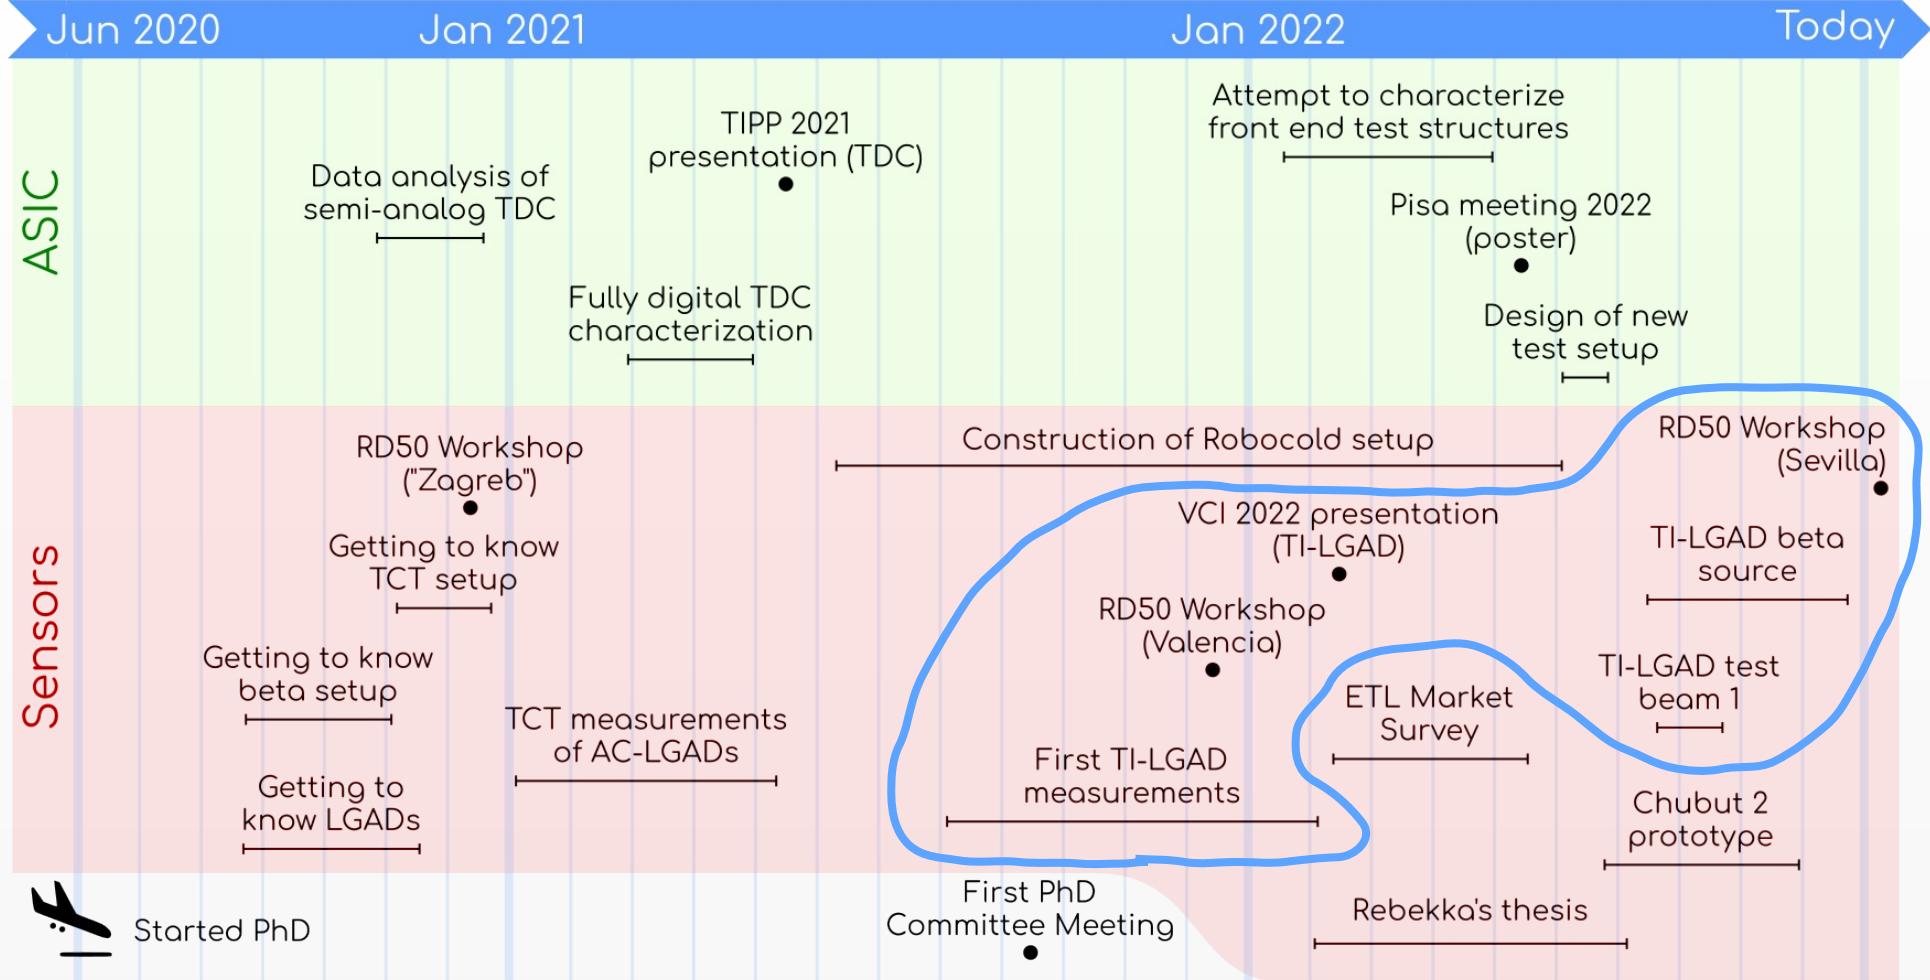 Jun 2020
Jan 2021
Jan 2022
Today
ASIC
Attempt to characterize
front end test structures
TIPP 2021
presentation (TDC)
Data analysis of
semi-analog TDC
Pisa meeting 2022
(poster)
Fully digital TDC
characterization
Design of new
test setup
Sensors
RD50 Workshop
(Sevilla)
Construction of Robocold setup
RD50 Workshop
("Zagreb")
VCI 2022 presentation
(TI-LGAD)
Getting to know
TCT setup
TI-LGAD beta
source
RD50 Workshop
(Valencia)
Getting to know
beta setup
TI-LGAD test
beam 1
ETL Market
Survey
TCT measurements
of AC-LGADs
First TI-LGAD
measurements
Getting to
know LGADs
Chubut 2
prototype
First PhD
Committee Meeting
Rebekka's thesis
Started PhD